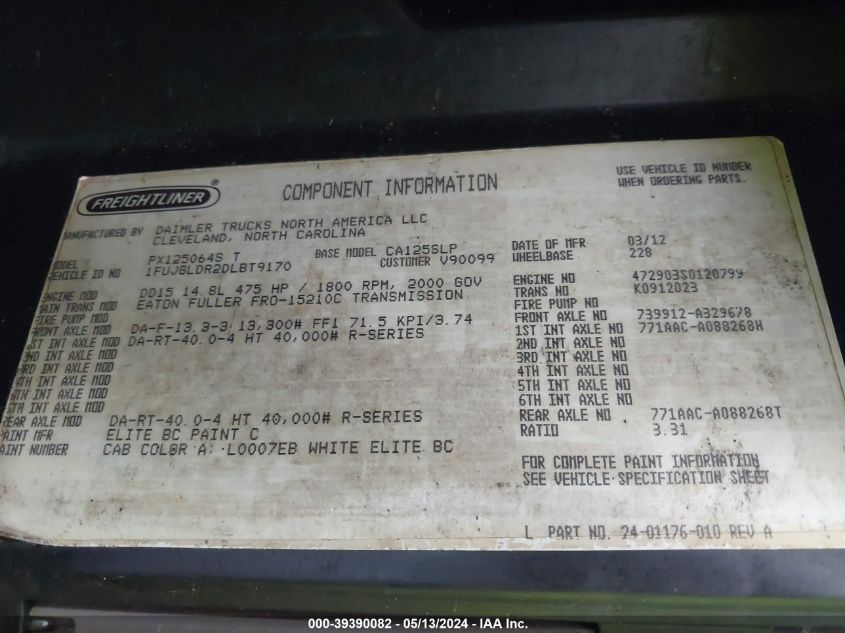 FREIGHTLINER®
COMPONENT INFORMATION
USE VEHICLE ID NUMBER
WHEN ORDERING PARTS.
MANUFACTURED BY DAIMLER TRUCKS NORTH AMERICA LLC
CLEVELAND, NORTH CAROLINA
MODEL PX125064S T BASE MODEL CA125SLP
VEHICLE ID NO 1FUJGLDR2DLBT9170 CUSTOMER V90099
DATE OF MFR 03/12
WHEELBASE 228
ENGINE MOD DD15 14.8L 475 HP / 1800 RPM, 2000 GOV
MAIN TRANS MOD EATON FULLER FRO-15210C TRANSMISSION
FIRE PUMP MOD
FRONT AXLE MOD DA-F-13.3-3 13,300# FF1 71.5 KPI/3.74
1ST INT AXLE MOD DA-RT-40.0-4 HT 40,000# R-SERIES
2ND INT AXLE MOD
3RD INT AXLE MOD
4TH INT AXLE MOD
5TH INT AXLE MOD
6TH INT AXLE MOD
REAR AXLE MOD DA-RT-40.0-4 HT 40,000# R-SERIES
PAINT MFR ELITE BC PAINT C
PAINT NUMBER CAB COLOR A: L0007EB WHITE ELITE BC
ENGINE NO 472903S0120799
TRANS NO K0912023
FIRE PUMP NO
FRONT AXLE NO 739912-A329678
1ST INT AXLE NO 771AAC-A088268H
2ND INT AXLE NO
3RD INT AXLE NO
4TH INT AXLE NO
5TH INT AXLE NO
6TH INT AXLE NO
REAR AXLE NO 771AAC-A088268T
RATIO 3.31
FOR COMPLETE PAINT INFORMATION
SEE VEHICLE SPECIFICATION SHEET
L PART NO. 24-01176-010 REV A
000-39390082 - 05/13/2024 - IAA Inc.